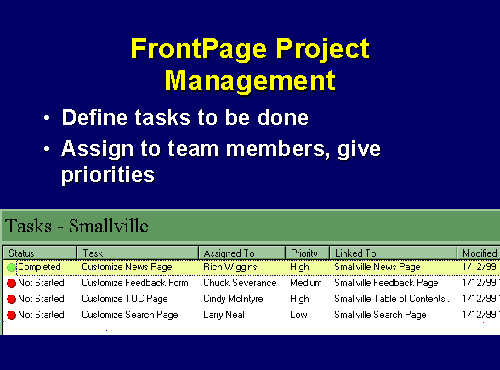 FrontPage Project
Management
• Define tasks to be done
• Assign to team members, give
priorities
Tasks - Smallville
Status Task Assigned To Priority Linked To Modified
Completed Customize News Page Rich Wiggins High Smallville News Page 1/12/99
Not Started Customize Feedback Form Chuck Severance Medium Smallville Feedback Page 1/12/99
Not Started Customize TOC Page Cindy McIntyre High Smallville Table of Contents... 1/12/99
Not Started Customize Search Page Larry Neal Low Smallville Search Page 1/12/99